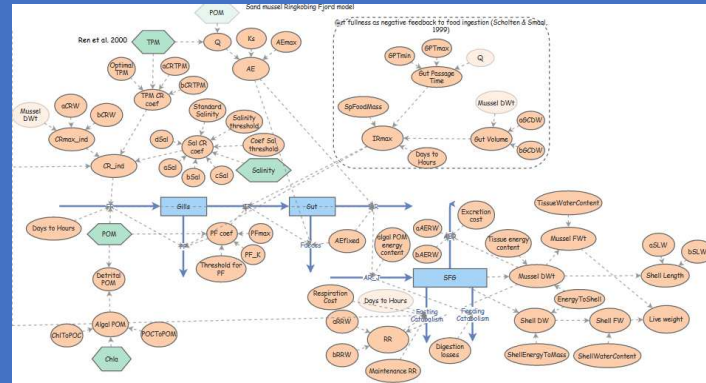 Sand mussel Ringkobing Fjord model
POM
Ren et al. 2000
TPM
Qj
Ks
AEmax
AE
Optimal
TPM
aCRTPM
bCRTPM
TPM CR
coef
Mussel
DWt
aCRW
bCRW
CRmax_ind
CR_ind
Standard
Salinity
Salinity
threshold
Coef Sal
threshold
dSal
Sal CR
coef
aSal
bSal
cSal
Salinity
Gut fullness as negative feedback to food ingestion (Scholten & Smaal,
1999)
GPTmin
GPTmax
Qj
Gut Passage
Time
SpFoodMass
Mussel DWt
IRmax
Gut Volume
aGCDW
bGCDW
Days to
Hours
Gills
Gut
Days to Hours
POM
PF coef
PFmax
PF_K
Threshold for
PF
Faeces
AEfixed
Algal POM
energy
content
aAERW
bAERW
Excretion
cost
TissueWaterContent
Tissue energy
content
Mussel FWt
aSLW
bSLW
Shell Length
Detrital
POM
SFG
Mussel DWt
EnergyToShell
Respiration
Cost
Days to Hours
Fasting
Catabolism
Feeding
Catabolism
Algal POM
ChlToPOC
POCToPOM
Chla
aRRW
RR
bRRW
Maintenance RR
Digestion
losses
Shell DW
Shell FW
Live weight
ShellEnergyToMass
ShellWaterContent